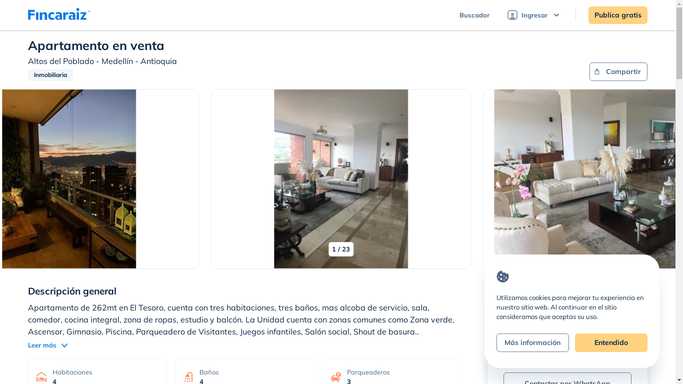 Fincaraiz
Buscador
Ingresar
Publica gratis
Apartamento en venta
Altos del Poblado - Medellín - Antioquia
Inmobiliaria
Compartir
1 / 23
Descripción general
Apartamento de 262mt en El Tesoro, cuenta con tres habitaciones, tres baños, mas alcoba de servicio, sala,
comedor, cocina integral, zona de ropas, estudio y balcón. La Unidad cuenta con zonas comunes como Zona verde,
Ascensor, Gimnasio, Piscina, Parqueadero de Visitantes, Juegos infantiles, Salón social, Shout de basura..
Leer más
Habitaciones
4
Baños
4
Parqueaderos
3
Utilizamos cookies para mejorar tu experiencia en
nuestro sitio web. Al continuar en el sitio
consideramos que aceptas su uso.
Más información
Entendido
Contactar por WhatsApp